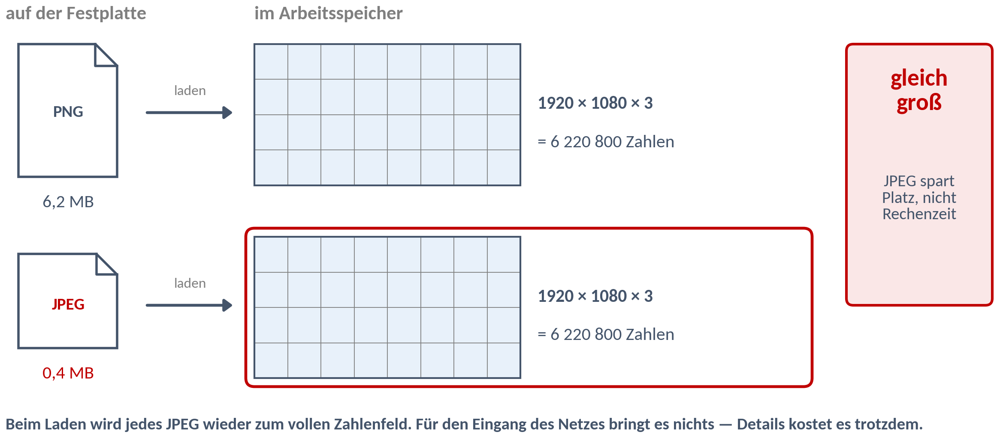 auf der Festplatte
im Arbeitsspeicher
PNG
6,2 MB
laden
1920 × 1080 × 3
= 6 220 800 Zahlen
gleich
groß
JPEG spart
Platz, nicht
Rechenzeit
JPEG
0,4 MB
laden
1920 × 1080 × 3
= 6 220 800 Zahlen
Beim Laden wird jedes JPEG wieder zum vollen Zahlenfeld. Für den Eingang des Netzes bringt es nichts — Details kostet es trotzdem.